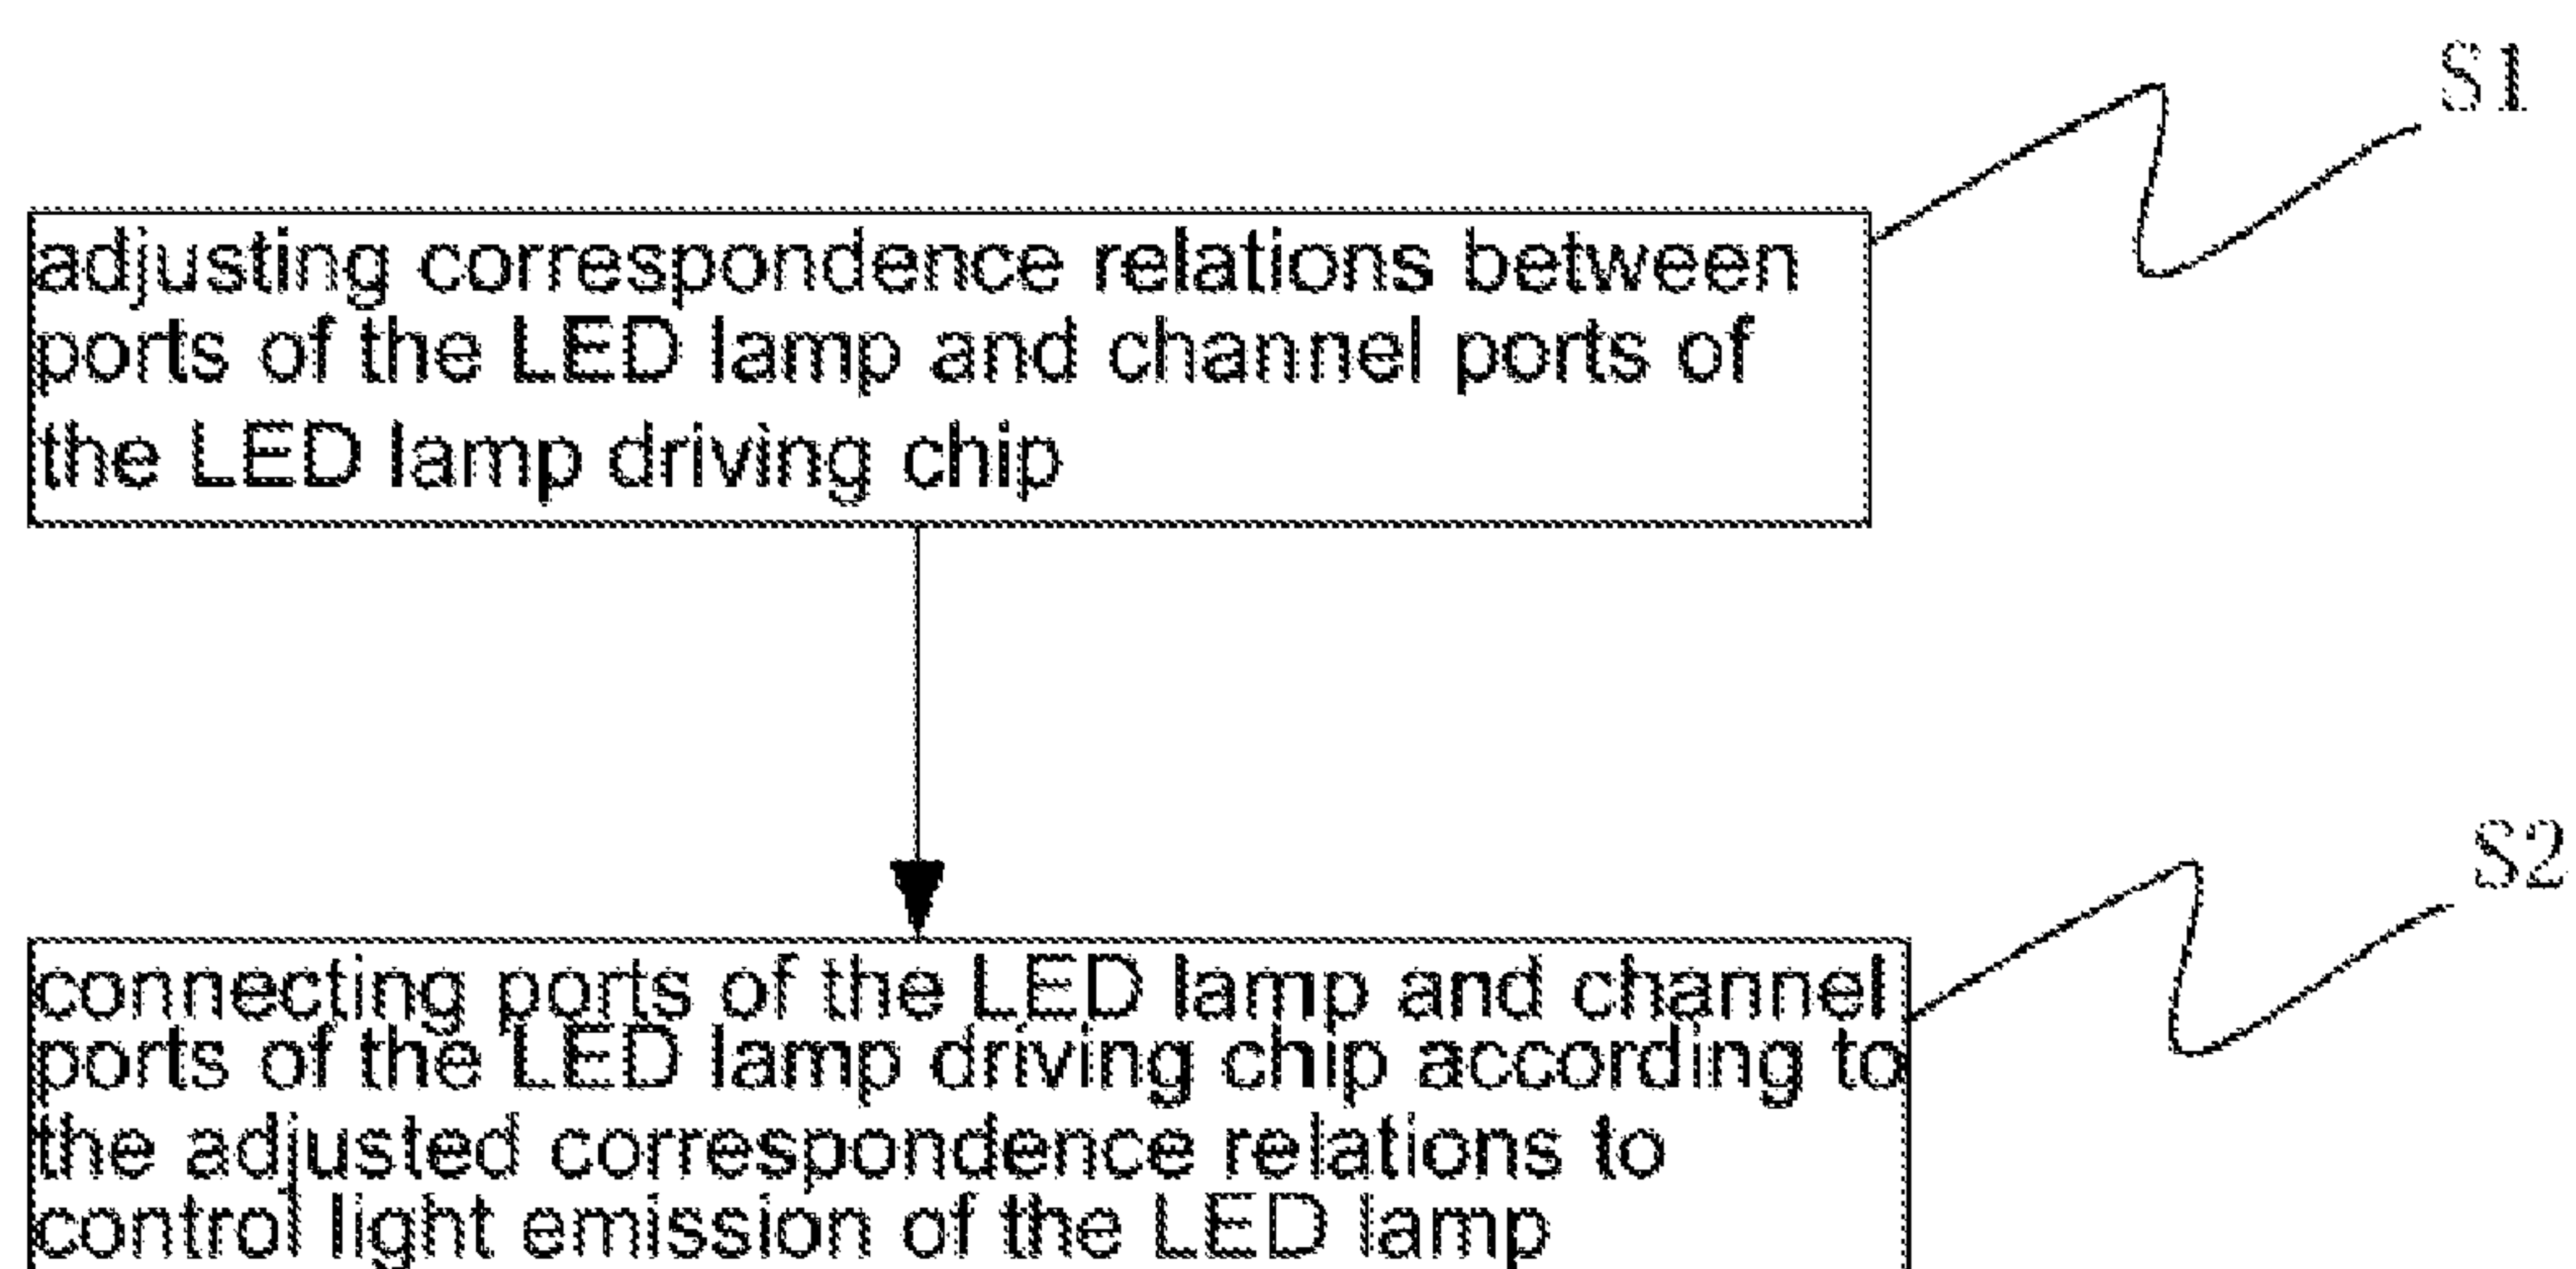 S1
adjusting correspondence relations between
ports of the LED lamp and channel ports of
the LED lamp driving chip
S2
connecting ports of the LED lamp and channel
ports of the LED lamp driving chip according to
the adjusted correspondence relations to
control light emission of the LED lamp